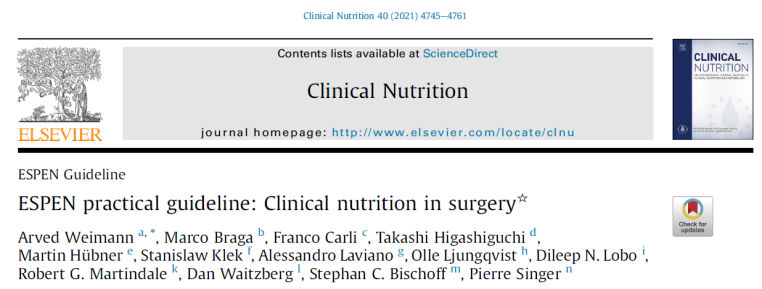 Clinical Nutrition 40 (2021) 4745–4761
Contents lists available at ScienceDirect
CLINICAL
NUTRITION
Clinical Nutrition
journal homepage: http://www.elsevier.com/locate/clnu
ELSEVIER
ESPEN Guideline
ESPEN practical guideline: Clinical nutrition in surgery☆
Check for
updates
Arved Weimann a, *, Marco Braga b, Franco Carli c, Takashi Higashiguchi d,
Martin Hübner e, Stanislaw Klek f, Alessandro Laviano g, Olle Ljungqvist h, Dileep N. Lobo i,
Robert G. Martindale k, Dan Waitzberg l, Stephan C. Bischoff m, Pierre Singer n